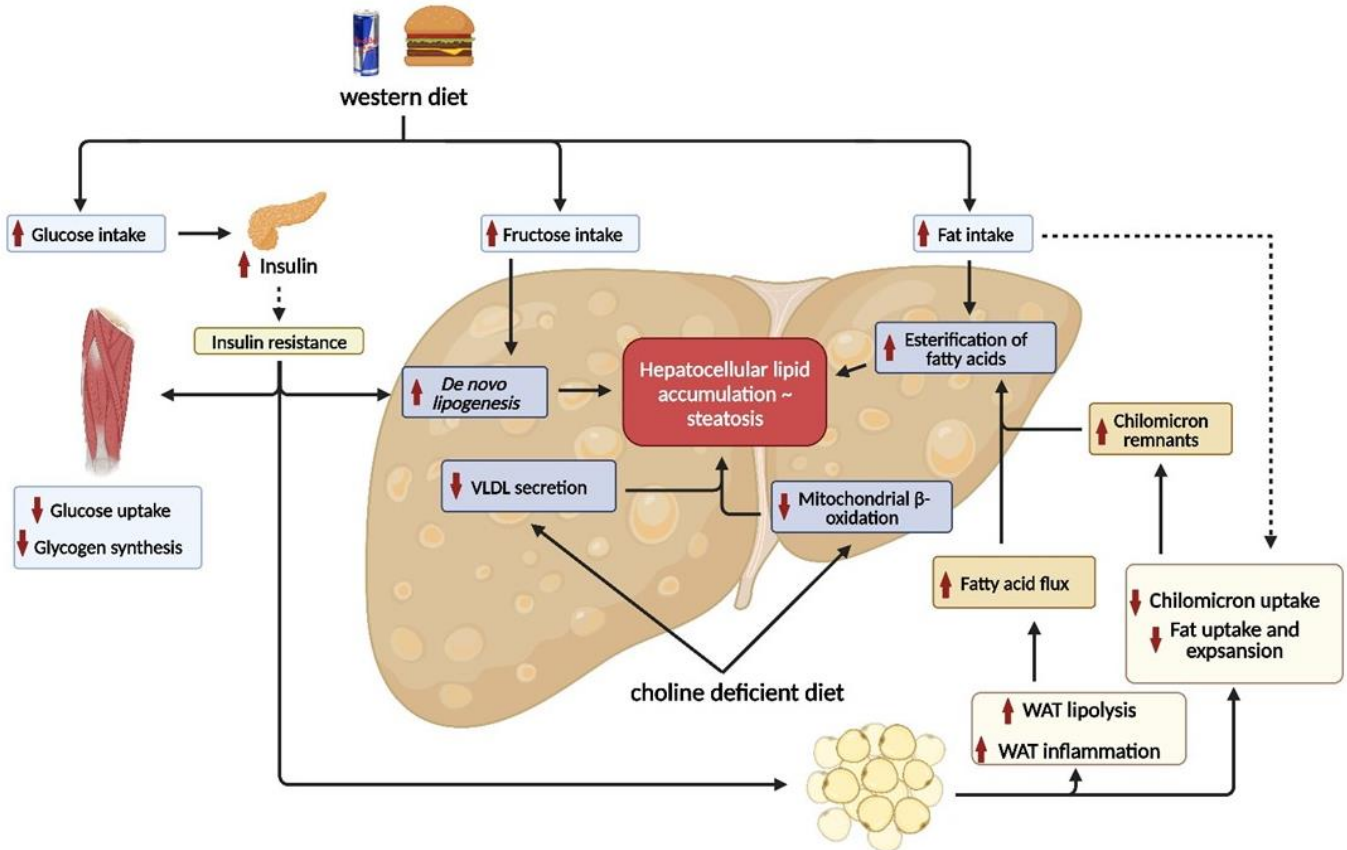 western diet
Glucose intake
Insulin
Fructose intake
Fat intake
Insulin resistance
De novo
lipogenesis
Hepatocellular lipid
accumulation ~
steatosis
Esterification of
fatty acids
Chilomicron
remnants
VLDL secretion
Mitochondrial β-
oxidation
Glucose uptake
Glycogen synthesis
Fatty acid flux
Chilomicron uptake
Fat uptake and
expsansion
choline deficient diet
WAT lipolysis
WAT inflammation